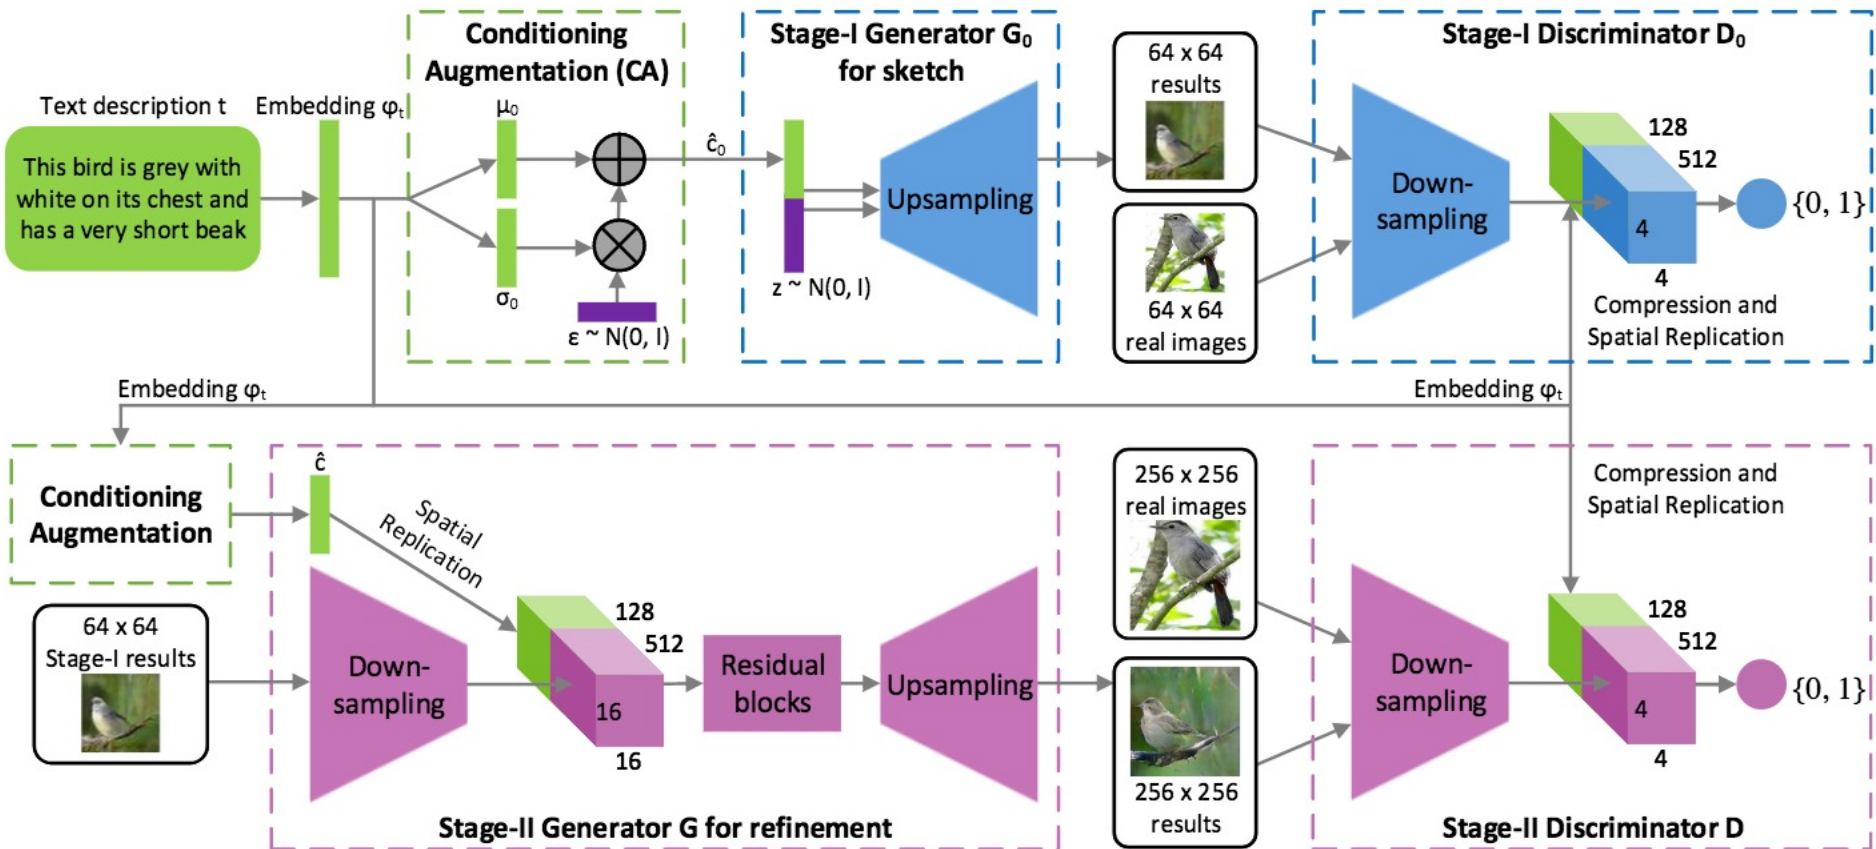 Conditioning
Augmentation (CA)
Stage-I Generator G₀
for sketch
64 x 64
results
Stage-I Discriminator D₀
Text description t
Embedding φₜ
μ₀
This bird is grey with
white on its chest and
has a very short beak
ĉ₀
Upsampling
Down-
sampling
128
512
4
4
{0, 1}
σ₀
ε ~ N(0, I)
z ~ N(0, I)
64 x 64
real images
Compression and
Spatial Replication
Embedding φₜ
Embedding φₜ
Conditioning
Augmentation
ĉ
Spatial
Replication
256 x 256
real images
Compression and
Spatial Replication
64 x 64
Stage-I results
Down-
sampling
128
512
16
16
Residual
blocks
Upsampling
256 x 256
results
Down-
sampling
128
512
4
4
{0, 1}
Stage-II Generator G for refinement
Stage-II Discriminator D